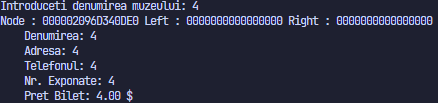 Introduceti denumirea muzeului: 4
Node : 000002096D340DE0 Left : 0000000000000000 Right : 0000000000000000
Denumirea: 4
Adresa: 4
Telefonul: 4
Nr. Exponate: 4
Pret Bilet: 4.00 $